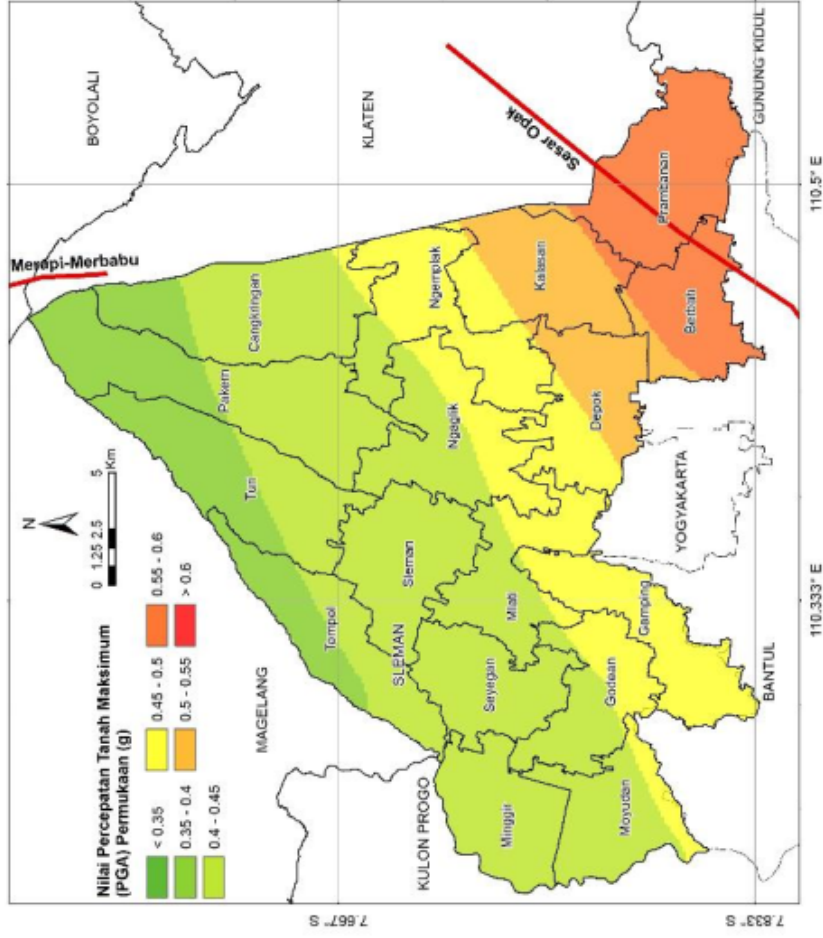 N
0 1.25 2.5 5
Km
Nilai Percepatan Tanah Maksimum
(PGA) Permukaan (g)
< 0.35
0.35 - 0.4
0.4 - 0.45
0.45 - 0.5
0.5 - 0.55
0.55 - 0.6
> 0.6
Merapi-Merbabu
BOYOLALI
MAGELANG
KLATEN
Sesar Opak
Cangkringan
Pakem
Turi
Tempel
SLEMAN
Sleman
Ngaglik
Ngemplak
Kalasan
Prambanan
Berbah
Depok
Mlati
Seyegan
Minggir
Moyudan
Godean
Gamping
KULON PROGO
YOGYAKARTA
BANTUL
GUNUNG KIDUL
7.667° S
7.833° S
110.333° E
110.5° E